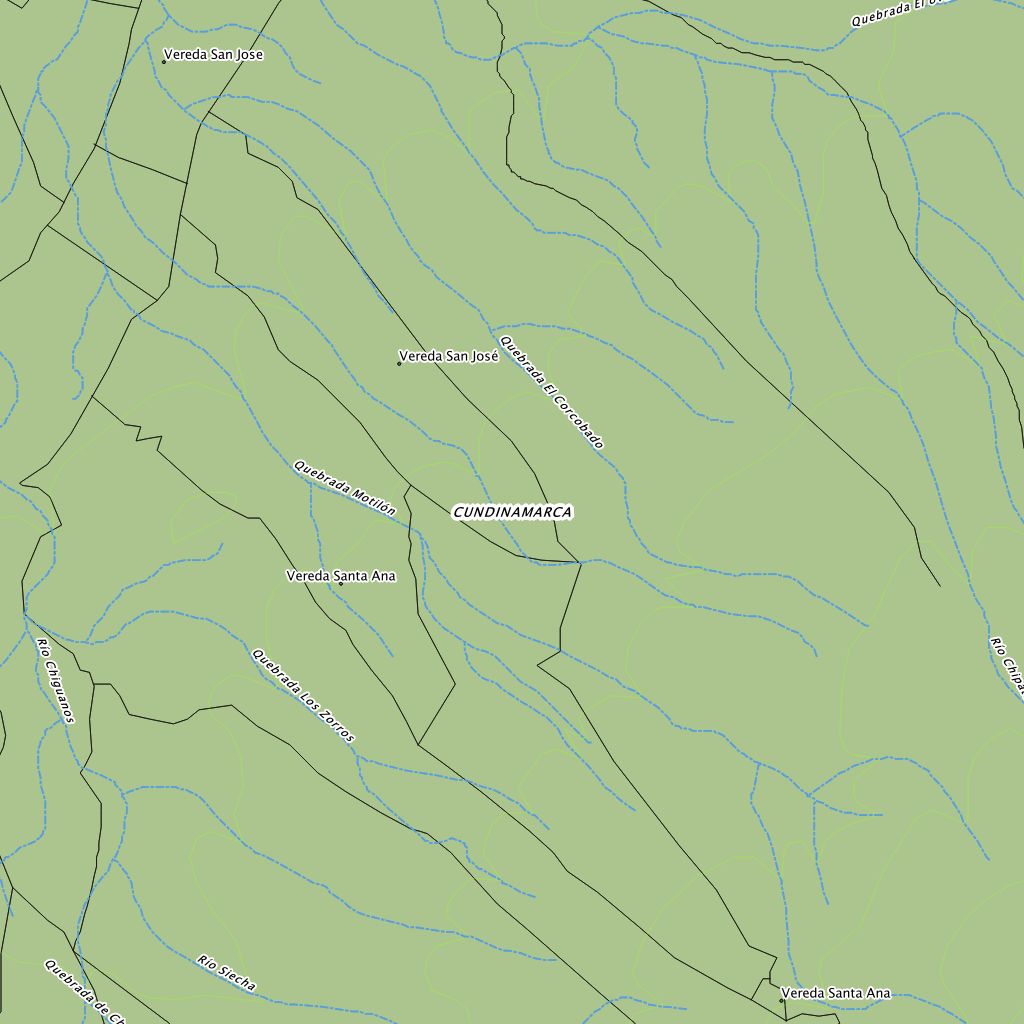 Quebrada El
Vereda San Jose
Quebrada El Corcobado
Vereda San José
Quebrada Motilón
CUNDINAMARCA
Vereda Santa Ana
Río Chiguanos
Río Chipa
Quebrada Los Zorros
Río Siecha
Quebrada de Ch
Vereda Santa Ana